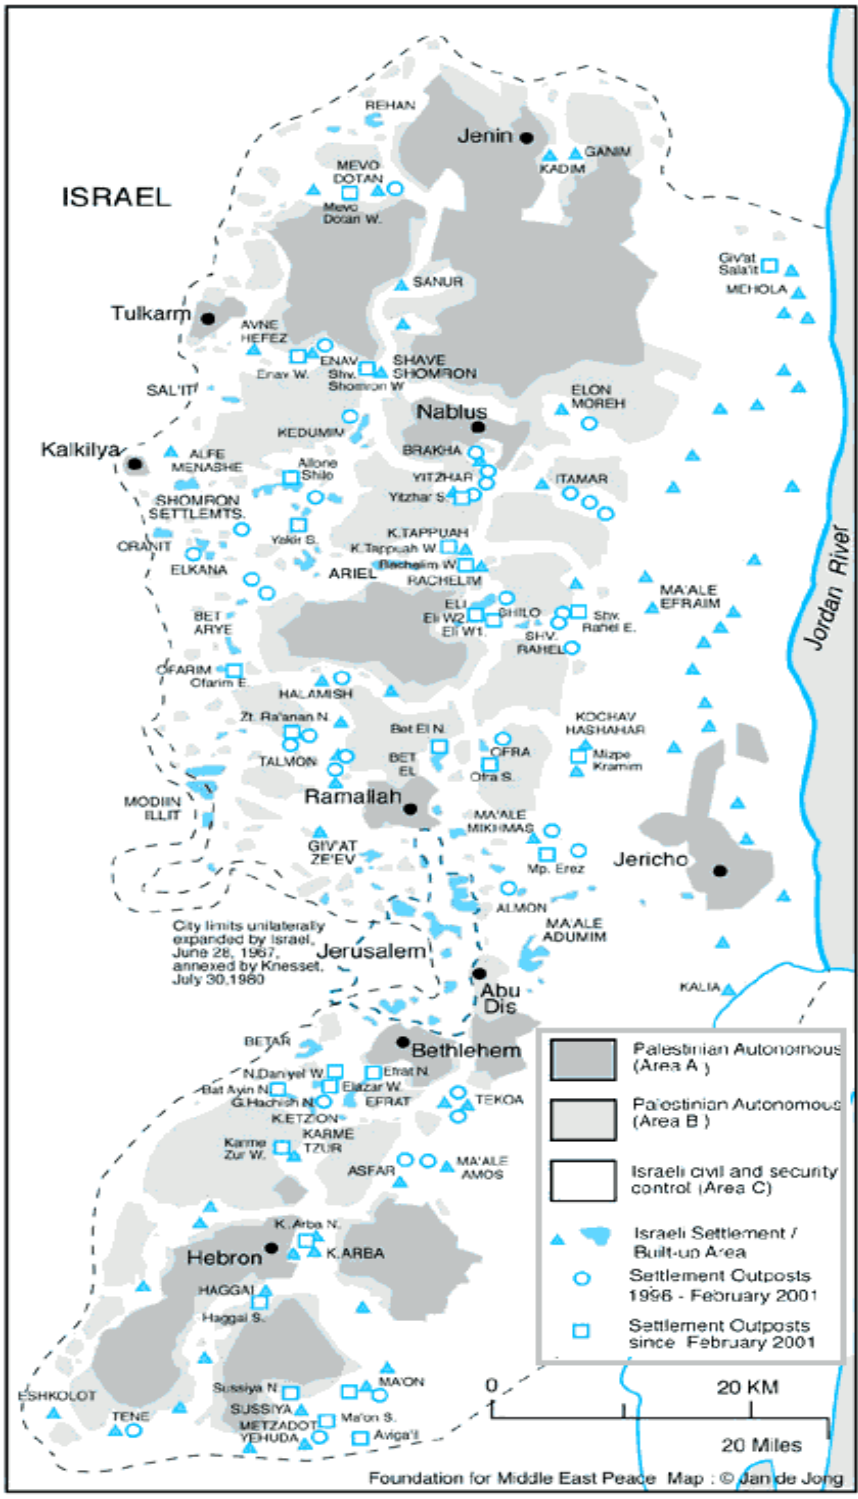 REHAN
Jenin
GANIM
KADIM
MEVO
DOTAN
Mevo
Dotan W.
ISRAEL
Giv'at
Sala'it
MEHOLA
SANUR
Tulkarm
AVNE
HEFEZ
ENAV
Enav W.
Shv.
Shomron W
SHAVE
SHOMRON
SAL'IT
ELON
MOREH
Nablus
KEDUMIM
Kalkilya
BRAKHA
ALFE
MENASHE
Allone
Shilo
YITZHAR
ITAMAR
Yitzhar S.
SHOMRON
SETTLEMTS.
Yakir S.
K.TAPPUAH
K.Tappuah W.
ORANIT
Rachelim W.
RACHELIM
ELKANA
ARIEL
MA'ALE
EFRAIM
Jordan River
ELI
Eli W2
SHILO
Eli W1.
Shv.
Rahel E.
SHV.
RAHEL
BET
ARYE
OFARIM
Ofarim E.
HALAMISH
Zt. Ra'anan N.
Bet El N.
KOCHAV
HASHAHAR
OFRA
TALMON
BET
EL
Ofra S.
Mizpe
Kramim
MODIIN
ILLIT
Ramallah
MA'ALE
MIKHMAS
GIV'AT
ZE'EV
Mp. Erez
Jericho
ALMON
City limits unilaterally
expanded by Israel,
June 28, 1967,
annexed by Knesset,
July 30,1980
Jerusalem
MA'ALE
ADUMIM
KALIA
Abu
Dis
BETAR
Bethlehem
N.Daniyel W.
Efrat N.
Bat Ayin N.
Elazar W.
G.Hachish N.
EFRAT
TEKOA
K.ETZION
Karme
Zur W.
KARME
TZUR
ASFAR
MA'ALE
AMOS
K. Arba N.
Hebron
K.ARBA
HAGGAI
Haggai S.
Sussiya N.
MA'ON
ESHKOLOT
SUSSIYA
TENE
Ma'on S.
METZADOT
YEHUDA
Aviga'il
Palestinian Autonomous
(Area A )
Palestinian Autonomous
(Area B )
Israeli civil and security
control (Area C)
Israeli Settlement /
Built-up Area
Settlement Outposts
1996 - February 2001
Settlement Outposts
since February 2001
0
20 KM
20 Miles
Foundation for Middle East Peace Map : © Jan de Jong